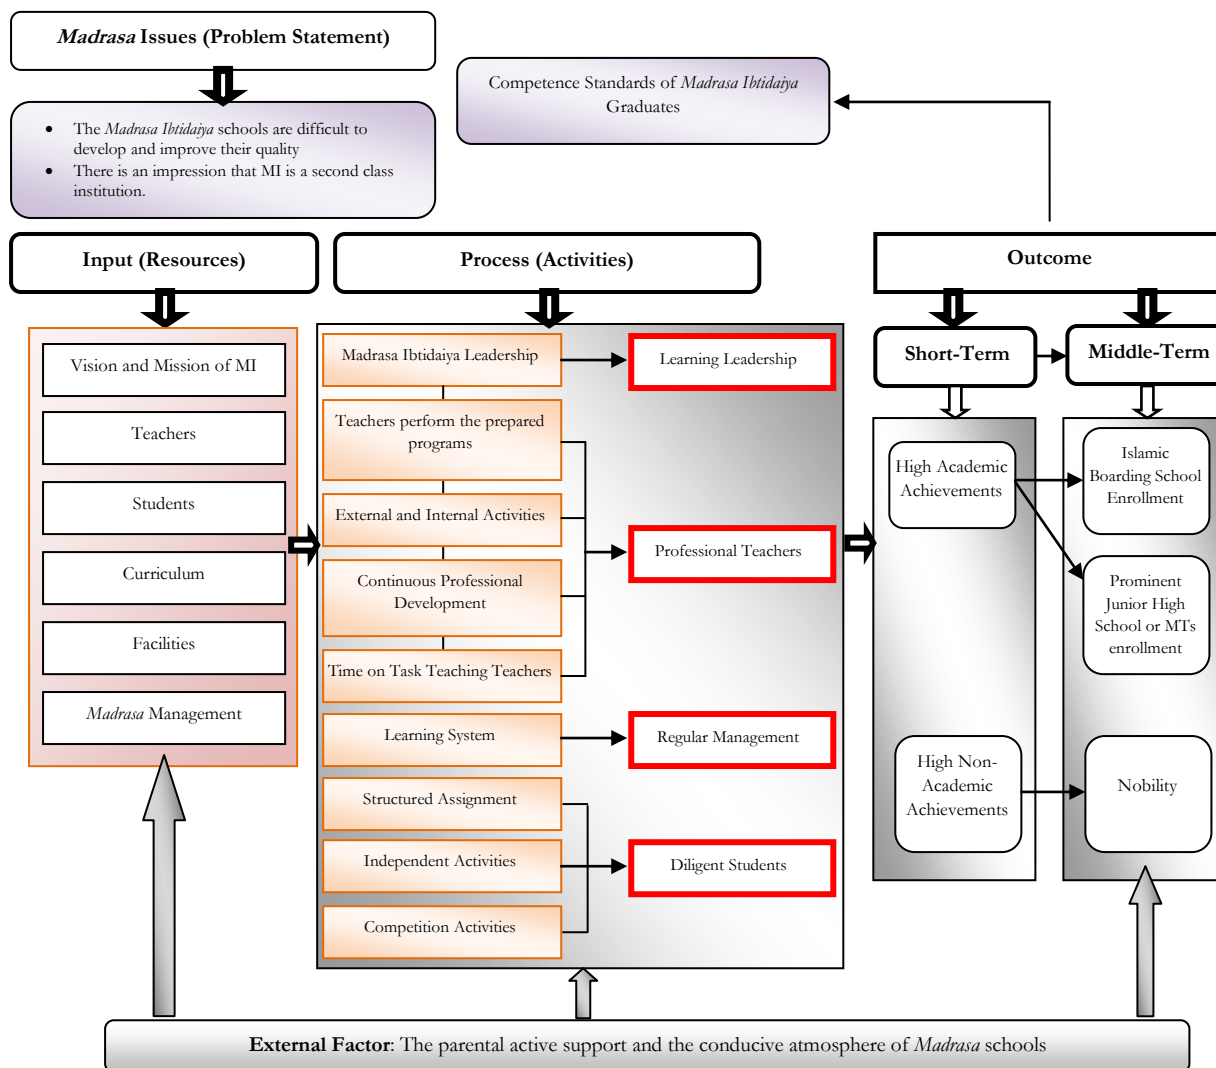 Madrasa Issues (Problem Statement)
Competence Standards of Madrasa Ibtidaiya
Graduates
• The Madrasa Ibtidaiya schools are difficult to
develop and improve their quality
• There is an impression that MI is a second class
institution.
Input (Resources)
Process (Activities)
Outcome
Short-Term
Middle-Term
Vision and Mission of MI
Teachers
Students
Curriculum
Facilities
Madrasa Management
Madrasa Ibtidaiya Leadership
Teachers perform the prepared
programs
External and Internal Activities
Continuous Professional
Development
Time on Task Teaching Teachers
Learning System
Structured Assignment
Independent Activities
Competition Activities
Learning Leadership
Professional Teachers
Regular Management
Diligent Students
High Academic
Achievements
High Non-
Academic
Achievements
Islamic
Boarding School
Enrollment
Prominent
Junior High
School or MTs
enrollment
Nobility
External Factor: The parental active support and the conducive atmosphere of Madrasa schools